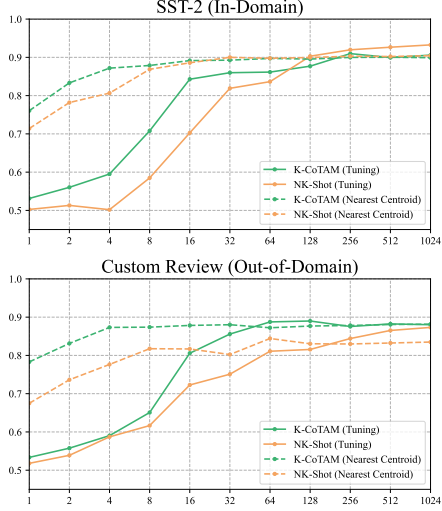 SST-2 (In-Domain)
1.0
0.9
0.8
0.7
0.6
0.5
K-CoTAM (Tuning)
NK-Shot (Tuning)
K-CoTAM (Nearest Centroid)
NK-Shot (Nearest Centroid)
1 2 4 8 16 32 64 128 256 512 1024
Custom Review (Out-of-Domain)
1.0
0.9
0.8
0.7
0.6
0.5
K-CoTAM (Tuning)
NK-Shot (Tuning)
K-CoTAM (Nearest Centroid)
NK-Shot (Nearest Centroid)
1 2 4 8 16 32 64 128 256 512 1024